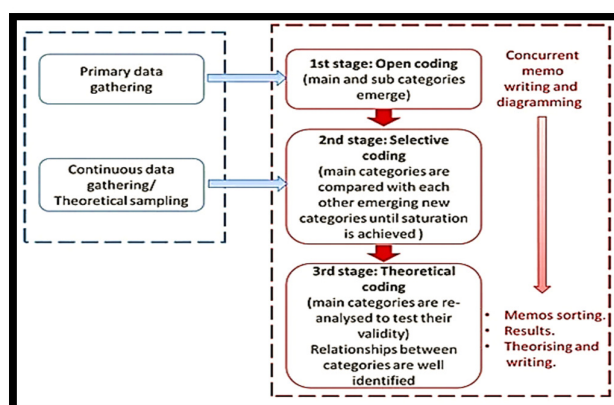 Primary data
gathering
Continuous data
gathering/
Theoretical sampling
1st stage: Open coding
(main and sub categories
emerge)
2nd stage: Selective
coding
(main categories are
compared with each
other emerging new
categories until saturation
is achieved )
3rd stage: Theoretical
coding
(main categories are re-
analysed to test their
validity)
Relationships between
categories are well
identified
Concurrent
memo
writing and
diagramming
• Memos sorting.
• Results.
• Theorising and
writing.